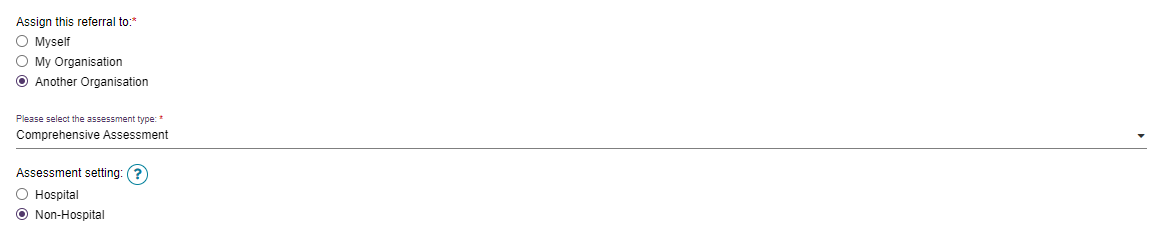 Assign this referral to:*
Myself
My Organisation
Another Organisation
Please select the assessment type: *
Comprehensive Assessment
Assessment setting: ?
Hospital
Non-Hospital